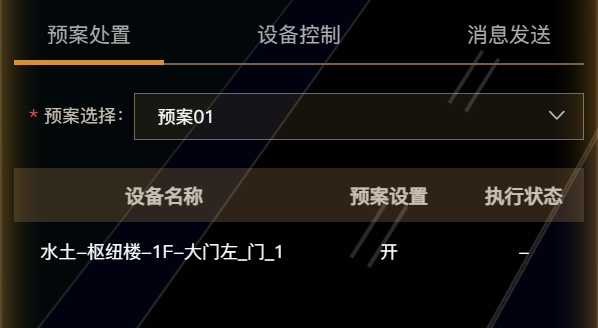 预案处置 设备控制 消息发送
* 预案选择： 预案01
设备名称 预案设置 执行状态
水土–枢纽楼–1F–大门左_门_1 开 –